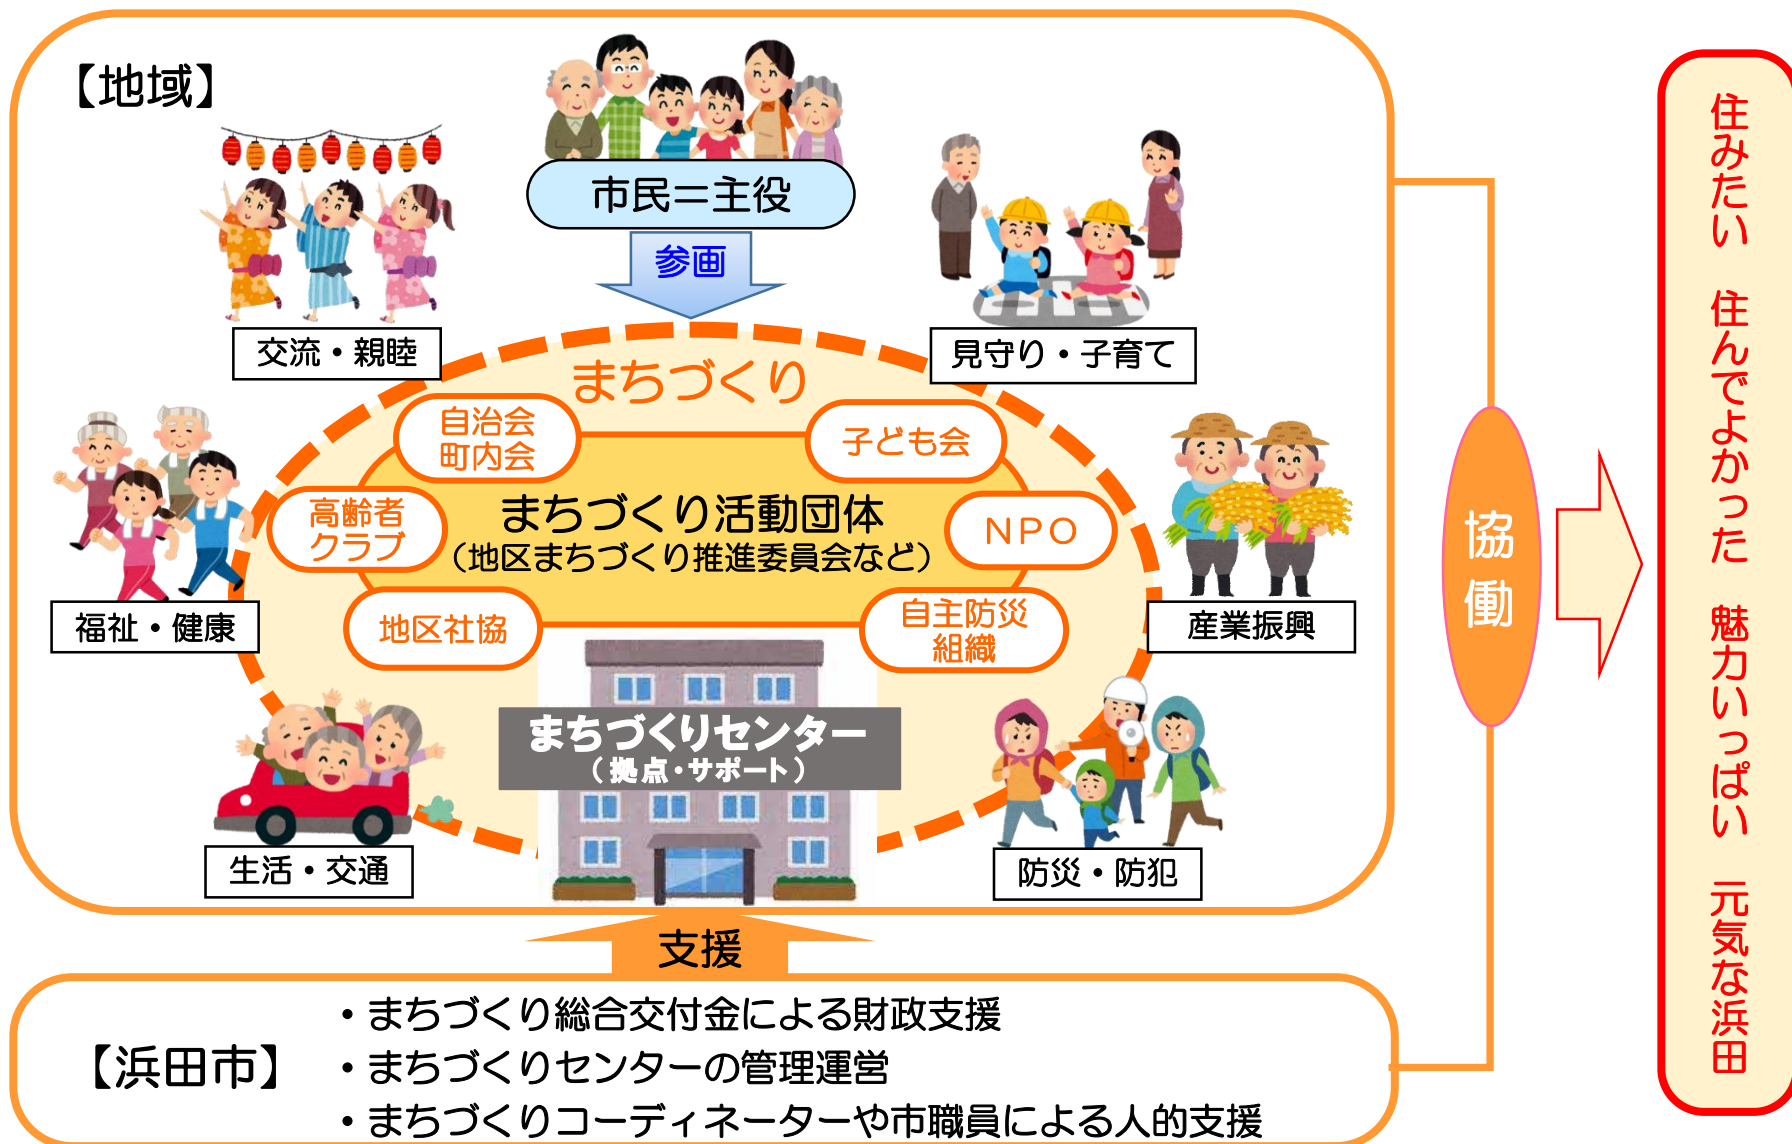 【地域】
市民＝主役
参画
交流・親睦
見守り・子育て
まちづくり
自治会
町内会
子ども会
高齢者
クラブ
まちづくり活動団体
（地区まちづくり推進委員会など）
NPO
地区社協
自主防災
組織
福祉・健康
産業振興
まちづくりセンター
（拠点・サポート）
生活・交通
防災・防犯
支援
【浜田市】
・まちづくり総合交付金による財政支援
・まちづくりセンターの管理運営
・まちづくりコーディネーターや市職員による人的支援
協働
住みたい 住んでよかった 魅力いっぱい 元気な浜田